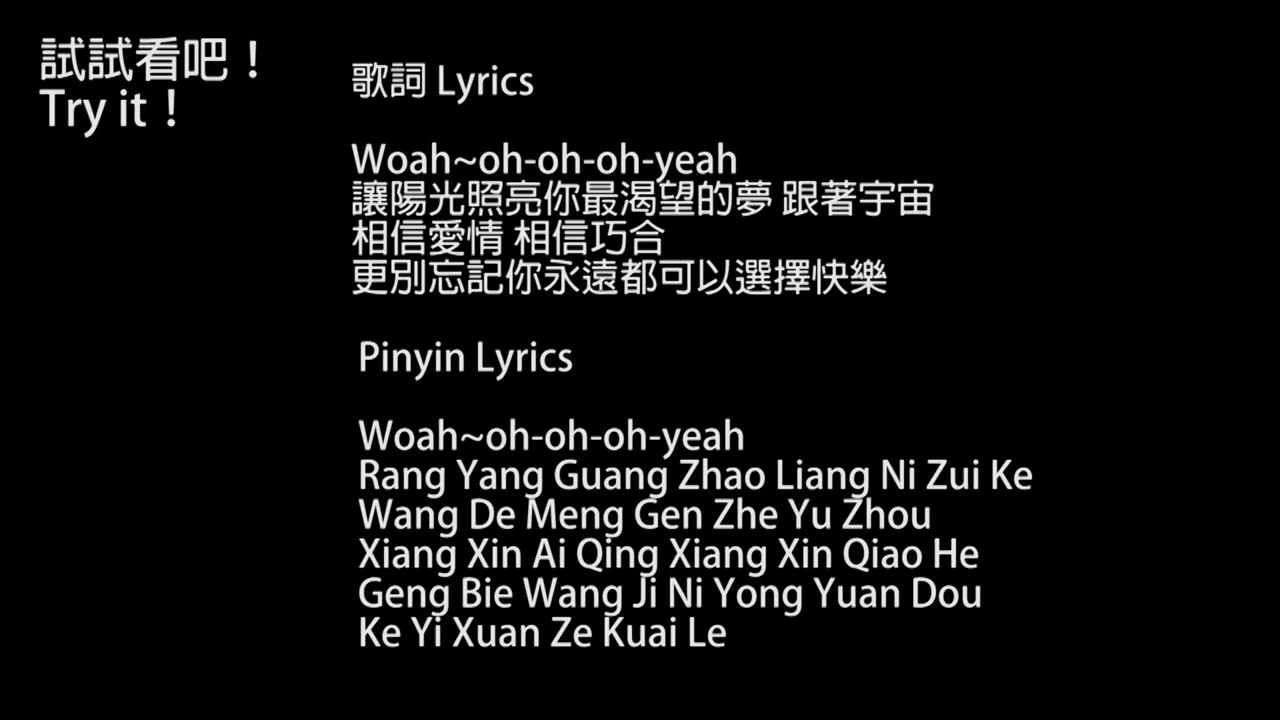 試試看吧！
Try it！
歌詞 Lyrics
Woah~oh-oh-oh-yeah
讓陽光照亮你最渴望的夢 跟著宇宙
相信愛情 相信巧合
更別忘記你永遠都可以選擇快樂
Pinyin Lyrics
Woah~oh-oh-oh-yeah
Rang Yang Guang Zhao Liang Ni Zui Ke
Wang De Meng Gen Zhe Yu Zhou
Xiang Xin Ai Qing Xiang Xin Qiao He
Geng Bie Wang Ji Ni Yong Yuan Dou
Ke Yi Xuan Ze Kuai Le